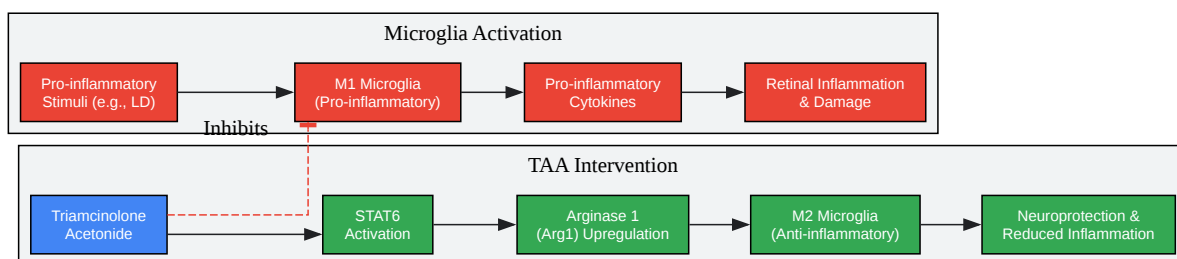 Microglia Activation
Pro-inflammatory
Stimuli (e.g., LD)
M1 Microglia
(Pro-inflammatory)
Pro-inflammatory
Cytokines
Retinal Inflammation
& Damage
Inhibits
TAA Intervention
Triamcinolone
Acetonide
STAT6
Activation
Arginase 1
(Arg1) Upregulation
M2 Microglia
(Anti-inflammatory)
Neuroprotection &
Reduced Inflammation